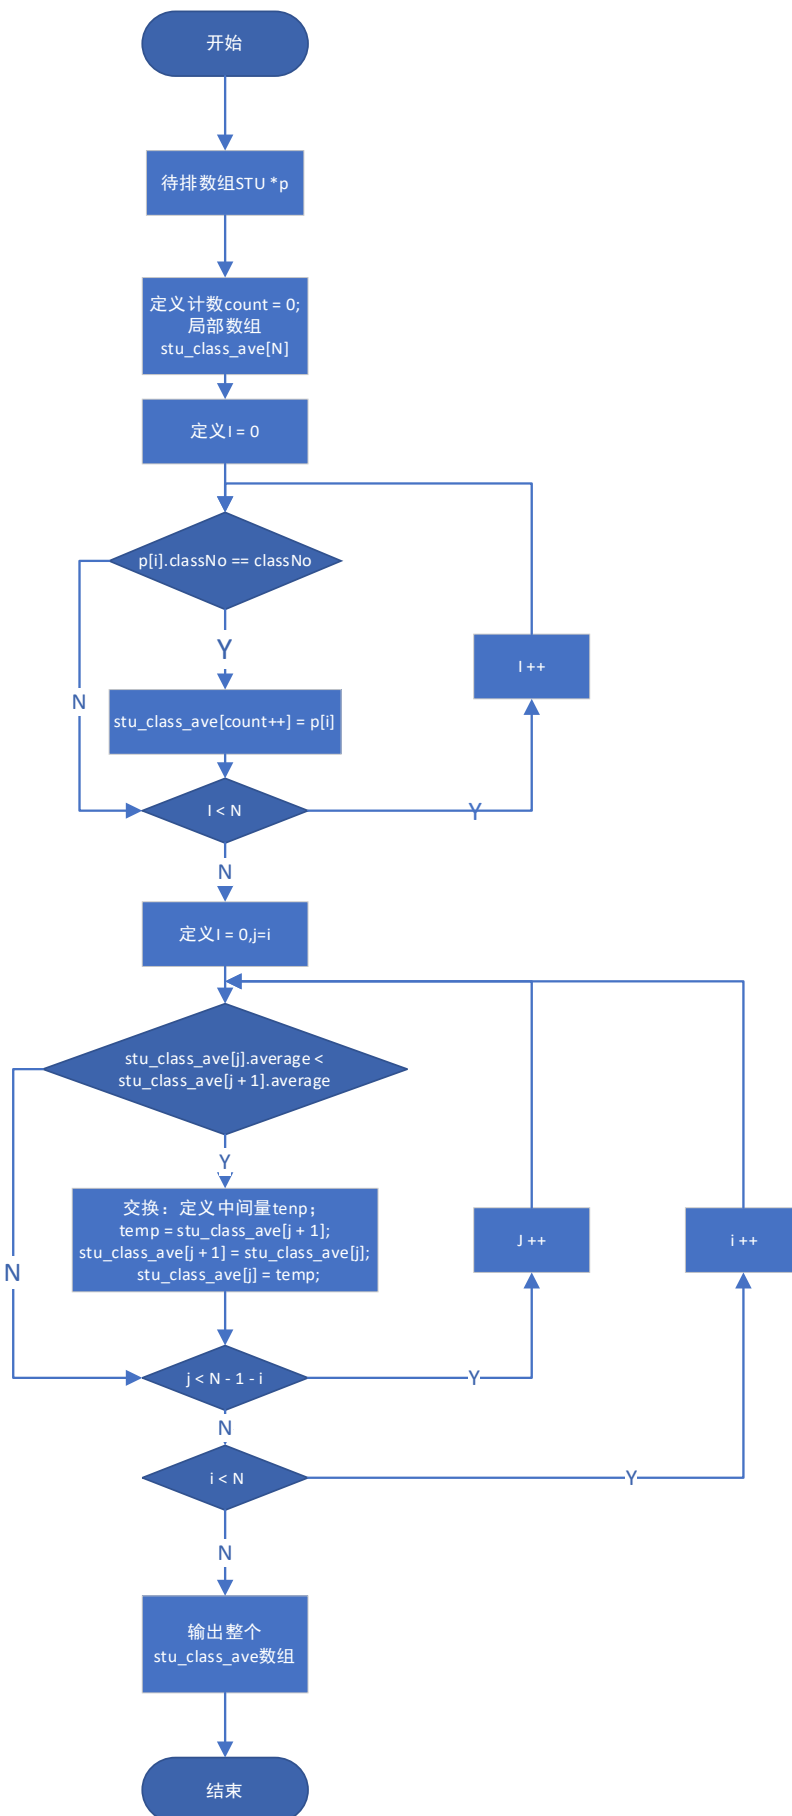 开始
待排数组STU *p
定义计数count = 0;
局部数组
stu_class_ave[N]
定义I = 0
p[i].classNo == classNo
Y
I ++
N
stu_class_ave[count++] = p[i]
I < N
Y
N
定义I = 0,j=i
stu_class_ave[j].average <
stu_class_ave[j + 1].average
Y
交换：定义中间量tenp；
temp = stu_class_ave[j + 1];
stu_class_ave[j + 1] = stu_class_ave[j];
stu_class_ave[j] = temp;
J ++
i ++
N
j < N - 1 - i
Y
N
i < N
Y
N
输出整个
stu_class_ave数组
结束